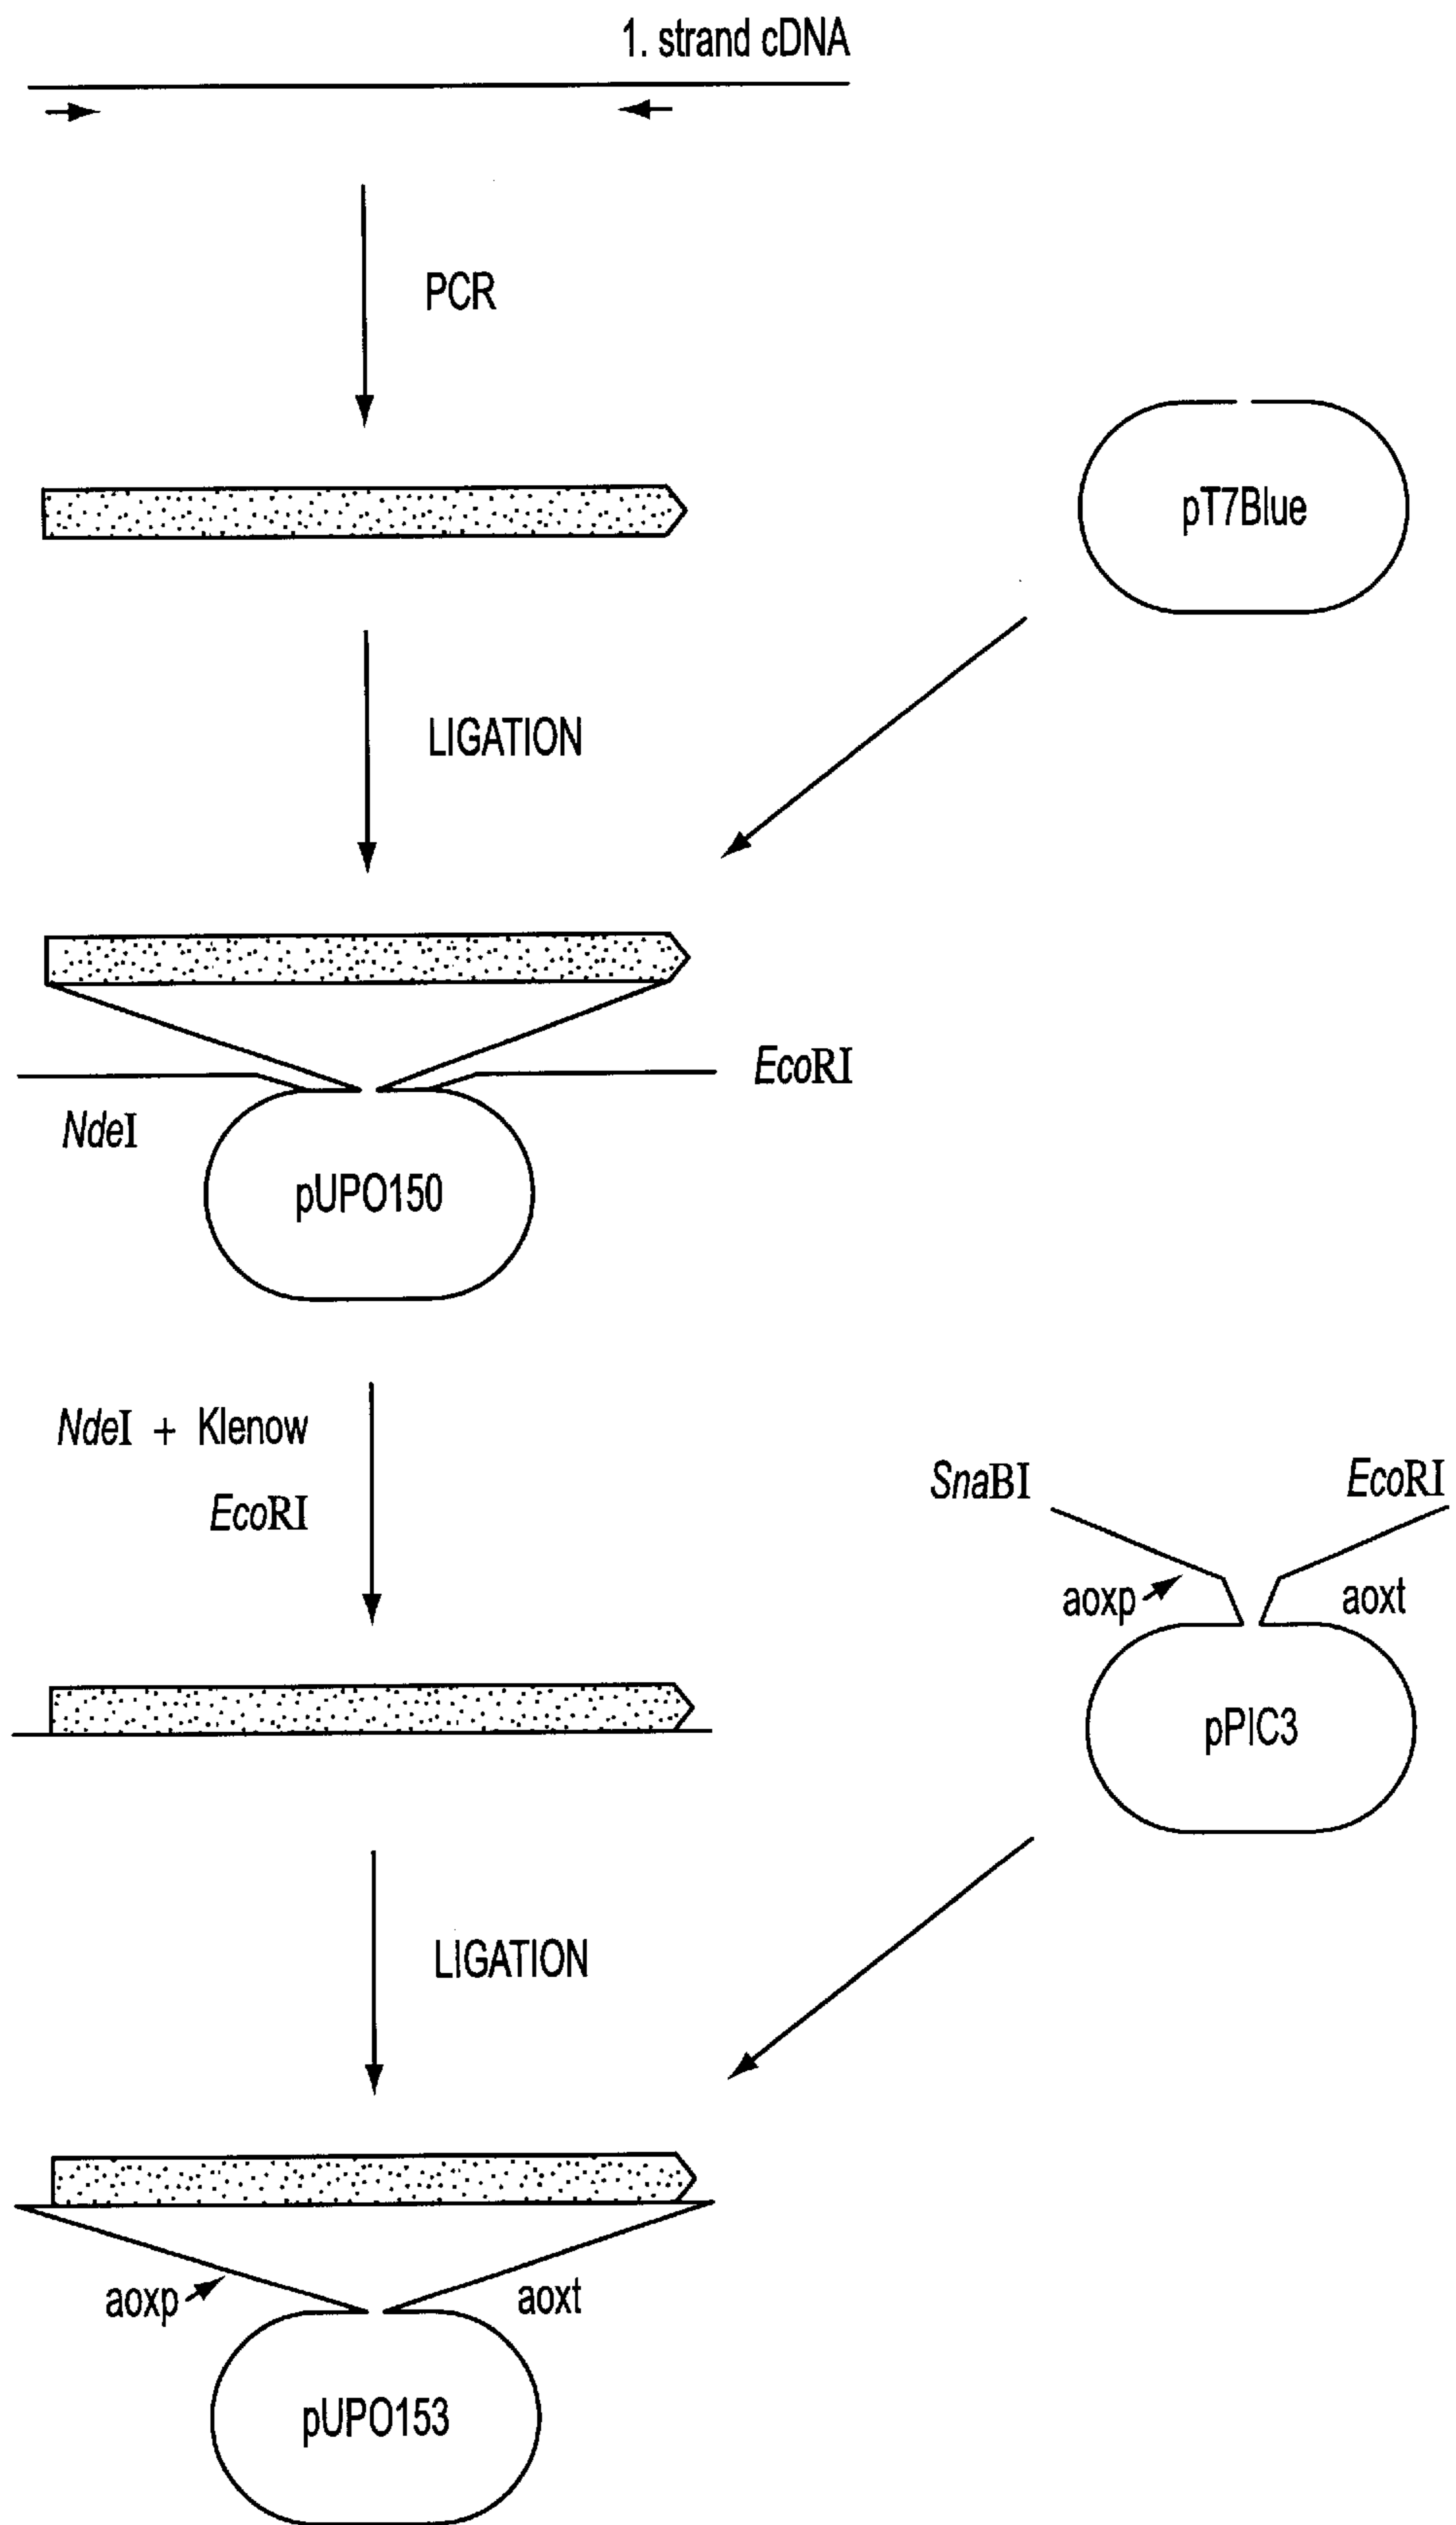 1. strand cDNA
PCR
pT7Blue
LIGATION
EcoRI
NdeI
pUPO150
NdeI + Klenow
EcoRI
SnaBI
EcoRI
aoxp
aoxt
pPIC3
LIGATION
aoxp
aoxt
pUPO153